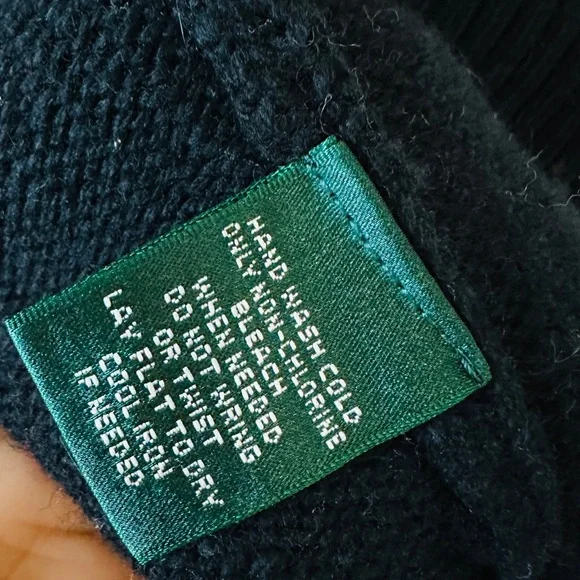 HAND WASH COLD
ONLY NON-CHLORINE
BLEACH
WHEN NEEDED
DO NOT WRING
OR TWIST
LAY FLAT TO DRY
COOL IRON
IF NEEDED